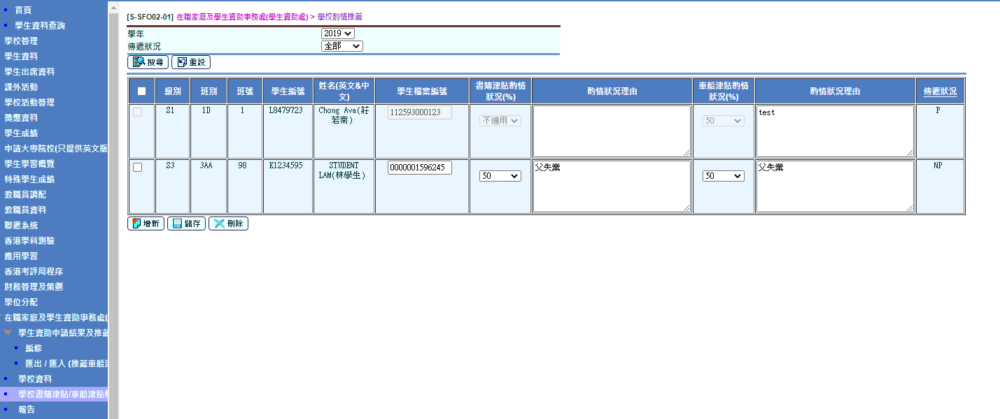 首頁
學生資料查詢
學校管理
學生資料
學生出席資料
課外活動
學校活動管理
獎懲資料
學生成績
申請大專院校(只提供英文版
學生學習概覽
特殊學生成績
教職員調配
教職員資料
聯遞系統
香港學科測驗
應用學習
香港考評局程序
財務管理及策劃
學位分配
在職家庭及學生資助事務處(
學生資助申請結果及推薦
編修
匯出 / 匯入 (推薦車船津
學校資料
學校書簿津貼/車船津貼酌
報告
[S-SFO02-01] 在職家庭及學生資助事務處(學生資助處) > 學校酌情推薦
學年 2019
傳遞狀況 全部
搜尋 重設
級別 班別 班號 學生編號 姓名(英文&中文) 學生檔案編號 書簿津貼酌情狀況(%) 酌情狀況理由 車船津貼酌情狀況(%) 酌情狀況理由 傳遞狀況
S1 1D 1 L8479723 Chong Ava(莊若南) 112593000123 不適用 50 test P
S3 3AA 98 K1234595 STUDENT LAM(林學生) 0000001596245 50 父失業 50 父失業 NP
增新 儲存 刪除